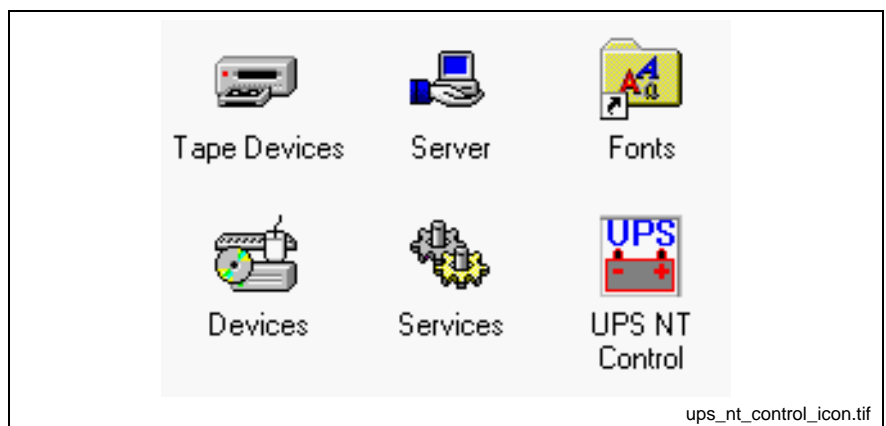 Tape Devices
Server
Fonts
UPS
Devices
Services
UPS NT
Control
ups_nt_control_icon.tif